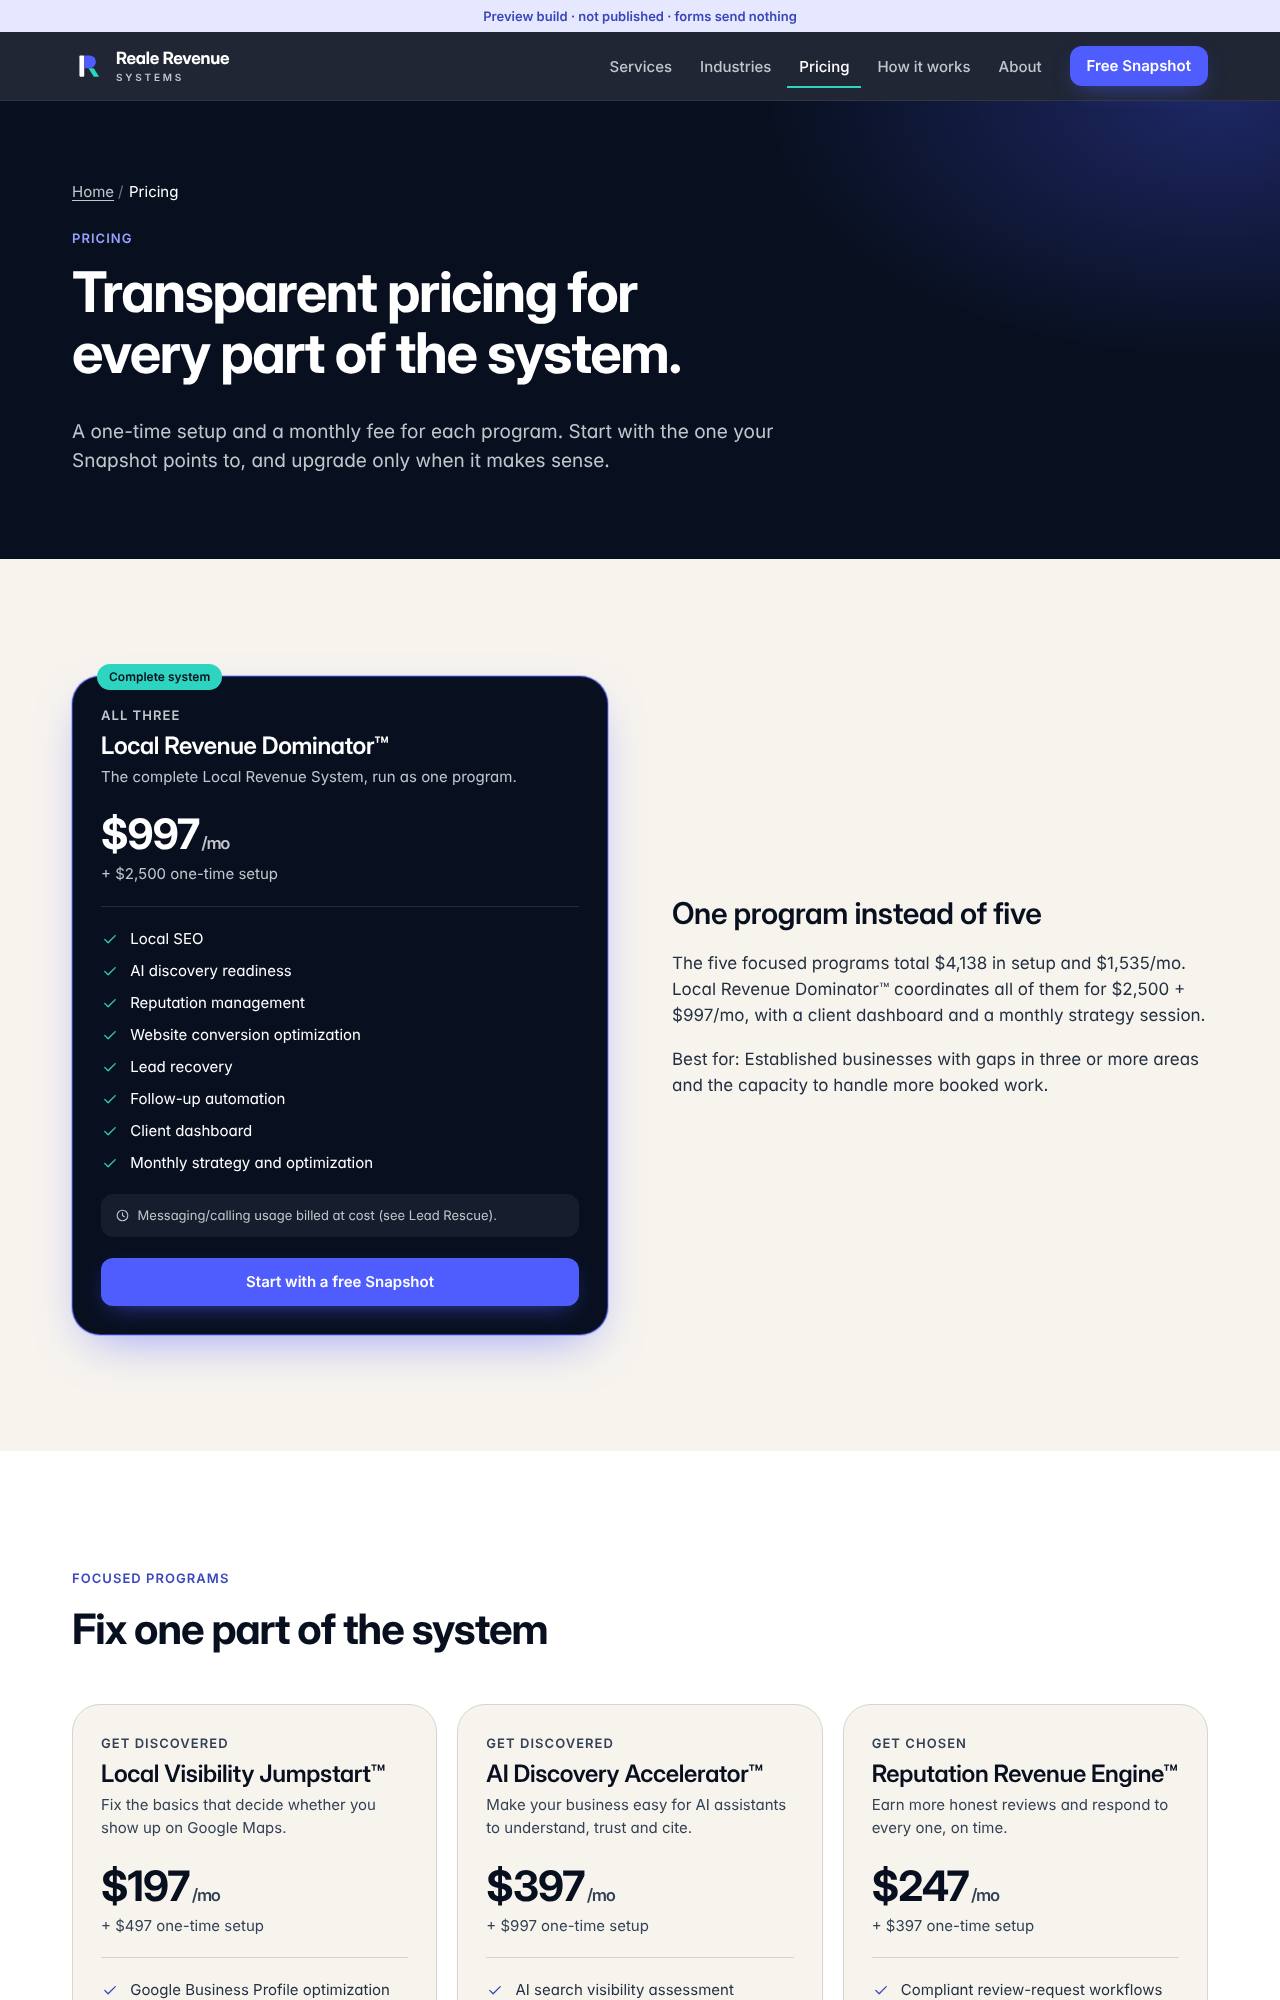 Preview build · not published · forms send nothing
Reale Revenue
SYSTEMS
Services
Industries
Pricing
How it works
About
Free Snapshot
Home / Pricing
PRICING
Transparent pricing for
every part of the system.
A one-time setup and a monthly fee for each program. Start with the one your
Snapshot points to, and upgrade only when it makes sense.
Complete system
ALL THREE
Local Revenue Dominator™
The complete Local Revenue System, run as one program.
$997/mo
+ $2,500 one-time setup
Local SEO
AI discovery readiness
Reputation management
Website conversion optimization
Lead recovery
Follow-up automation
Client dashboard
Monthly strategy and optimization
Messaging/calling usage billed at cost (see Lead Rescue).
Start with a free Snapshot
One program instead of five
The five focused programs total $4,138 in setup and $1,535/mo.
Local Revenue Dominator™ coordinates all of them for $2,500 +
$997/mo, with a client dashboard and a monthly strategy session.
Best for: Established businesses with gaps in three or more areas
and the capacity to handle more booked work.
FOCUSED PROGRAMS
Fix one part of the system
GET DISCOVERED
Local Visibility Jumpstart™
Fix the basics that decide whether you
show up on Google Maps.
$197/mo
+ $497 one-time setup
Google Business Profile optimization
GET DISCOVERED
AI Discovery Accelerator™
Make your business easy for AI assistants
to understand, trust and cite.
$397/mo
+ $997 one-time setup
AI search visibility assessment
GET CHOSEN
Reputation Revenue Engine™
Earn more honest reviews and respond to
every one, on time.
$247/mo
+ $397 one-time setup
Compliant review-request workflows